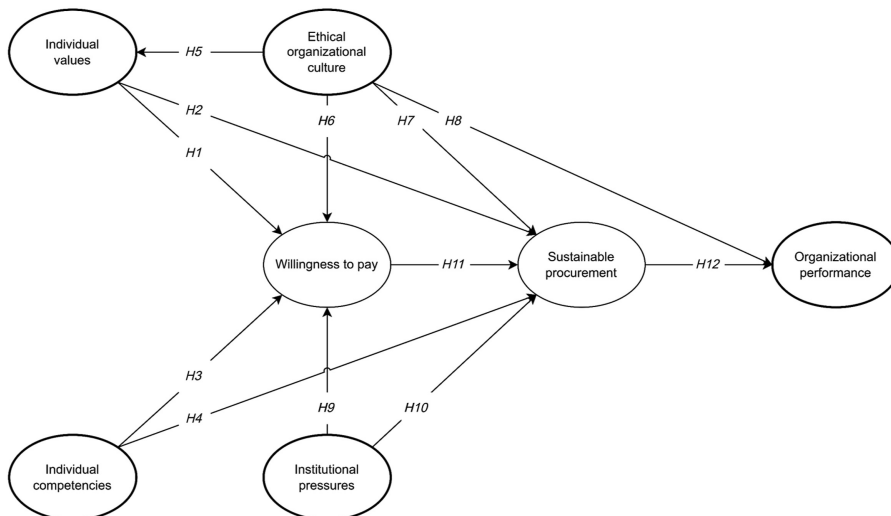 Individual
values
H5
Ethical
organizational
culture
H2
H6
H7
H8
H1
Willingness to pay
H11
Sustainable
procurement
H12
Organizational
performance
H3
H4
H9
H10
Individual
competencies
Institutional
pressures